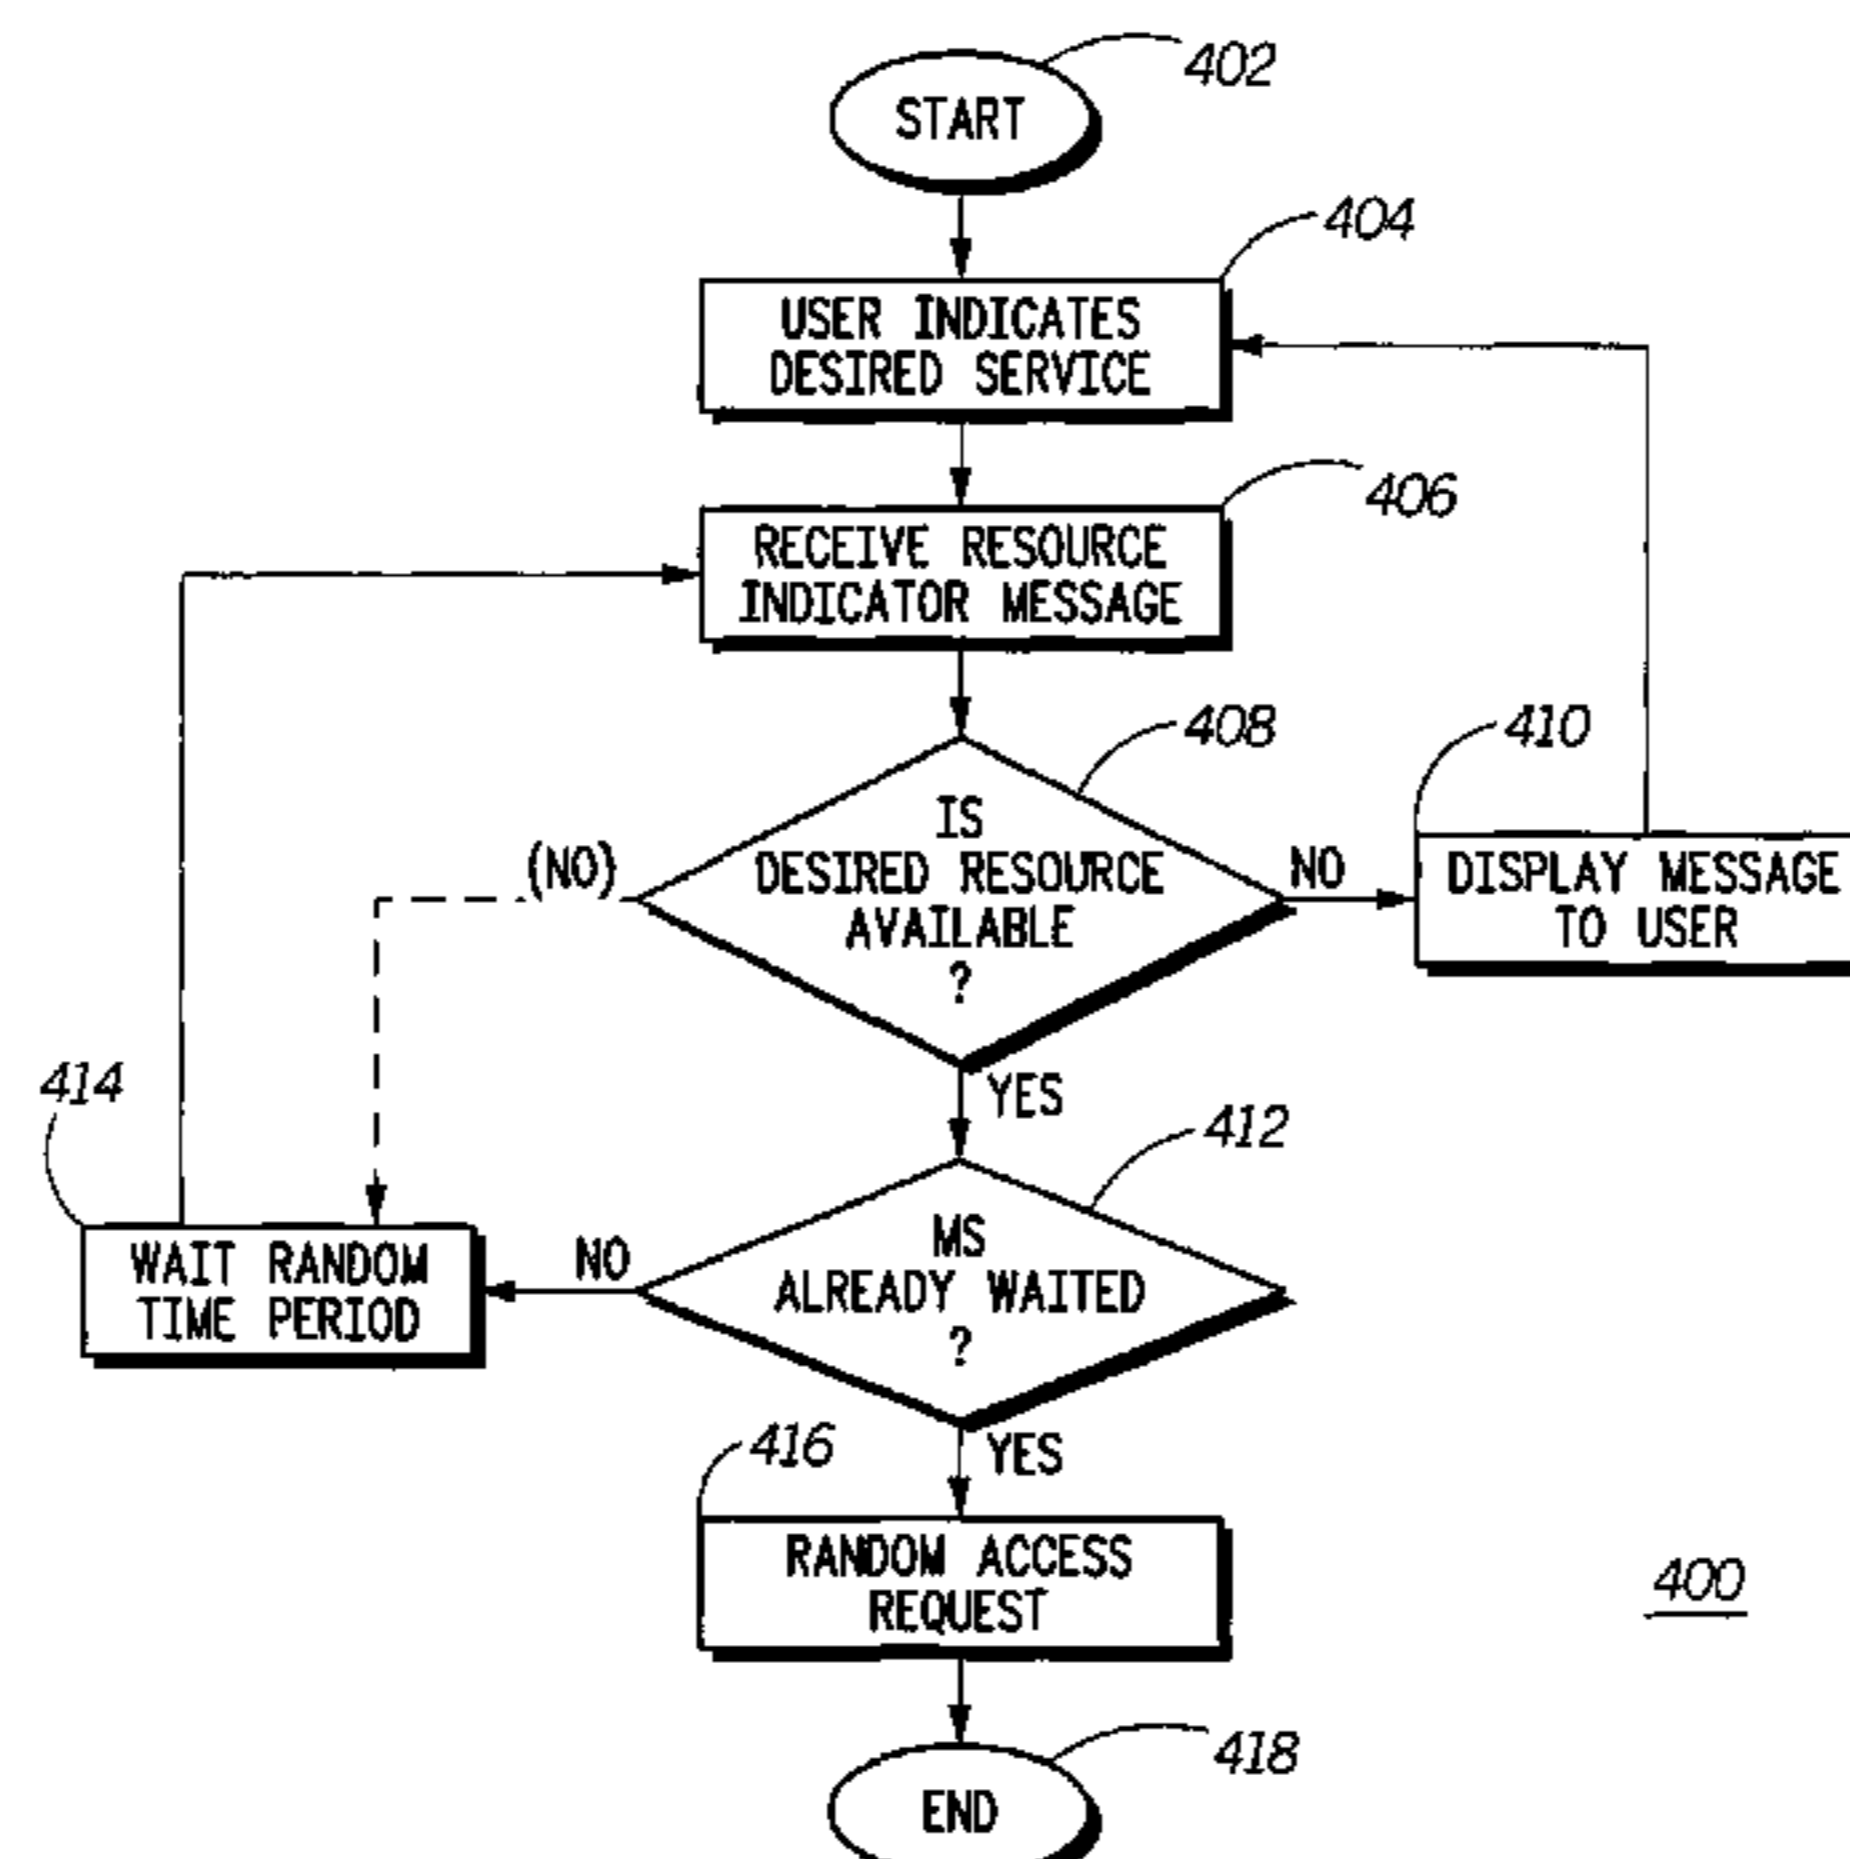 402
START
404
USER INDICATES
DESIRED SERVICE
406
RECEIVE RESOURCE
INDICATOR MESSAGE
408
410
IS
DESIRED RESOURCE
AVAILABLE
?
(NO)
NO
DISPLAY MESSAGE
TO USER
YES
414
412
MS
ALREADY WAITED
?
NO
WAIT RANDOM
TIME PERIOD
YES
416
RANDOM ACCESS
REQUEST
400
418
END